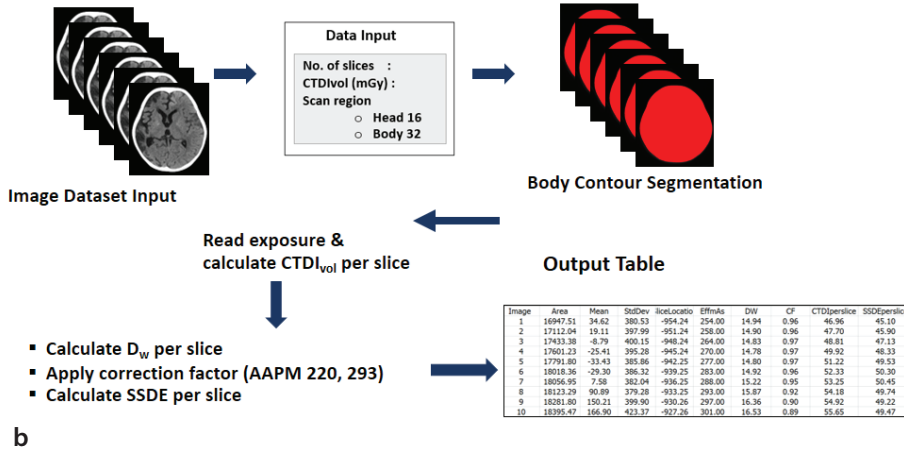 Data Input
No. of slices :
CTDIvol (mGy) :
Scan region
o Head 16
o Body 32
Image Dataset Input
Body Contour Segmentation
Read exposure &
calculate CTDIvol per slice
▪ Calculate Dw per slice
▪ Apply correction factor (AAPM 220, 293)
▪ Calculate SSDE per slice
Output Table
Image Area Mean StdDev liceLocatio EffmAs DW CF CTDIperslice SSDEperslic
1 16947.51 34.62 380.53 -954.24 254.00 14.94 0.96 46.96 45.10
2 17112.04 19.11 397.99 -951.24 258.00 14.90 0.96 47.70 45.90
3 17433.38 -8.79 400.15 -948.24 264.00 14.83 0.97 48.81 47.13
4 17601.23 -25.41 395.28 -945.24 270.00 14.78 0.97 49.92 48.33
5 17791.80 -33.43 385.86 -942.25 277.00 14.80 0.97 51.22 49.53
6 18018.36 -29.30 386.32 -939.25 283.00 14.92 0.96 52.33 50.30
7 18056.95 7.58 382.04 -936.25 288.00 15.22 0.95 53.25 50.45
8 18123.29 90.89 379.28 -933.25 293.00 15.87 0.92 54.18 49.74
9 18281.80 150.21 399.90 -930.26 297.00 16.36 0.90 54.92 49.22
10 18395.47 166.90 423.37 -927.26 301.00 16.53 0.89 55.65 49.47
b